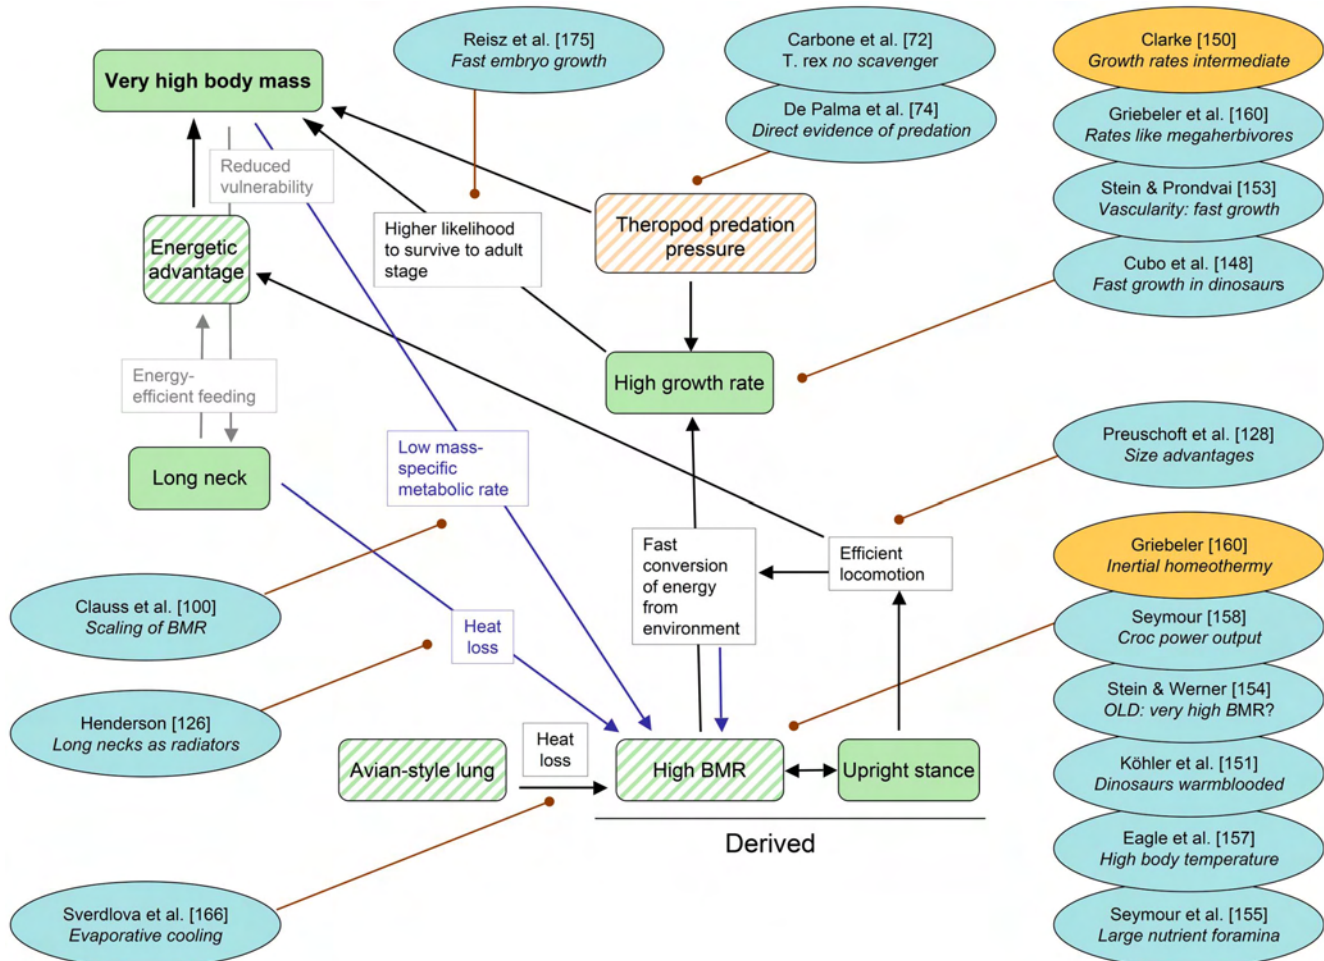 Reisz et al. [175]
Fast embryo growth
Carbone et al. [72]
T. rex no scavenger
De Palma et al. [74]
Direct evidence of predation
Clarke [150]
Growth rates intermediate
Griebeler et al. [160]
Rates like megaherbivores
Stein & Prondvai [153]
Vascularity: fast growth
Cubo et al. [148]
Fast growth in dinosaurs
Very high body mass
Reduced
vulnerability
Energetic
advantage
Higher likelihood
to survive to adult
stage
Theropod predation
pressure
High growth rate
Energy-
efficient feeding
Long neck
Low mass-
specific
metabolic rate
Preuschoft et al. [128]
Size advantages
Fast
conversion
of energy
from
environment
Efficient
locomotion
Griebeler [160]
Inertial homeothermy
Seymour [158]
Croc power output
Stein & Werner [154]
OLD: very high BMR?
Köhler et al. [151]
Dinosaurs warmblooded
Eagle et al. [157]
High body temperature
Seymour et al. [155]
Large nutrient foramina
Clauss et al. [100]
Scaling of BMR
Heat
loss
Henderson [126]
Long necks as radiators
Avian-style lung
Heat
loss
High BMR
Upright stance
Derived
Sverdlova et al. [166]
Evaporative cooling